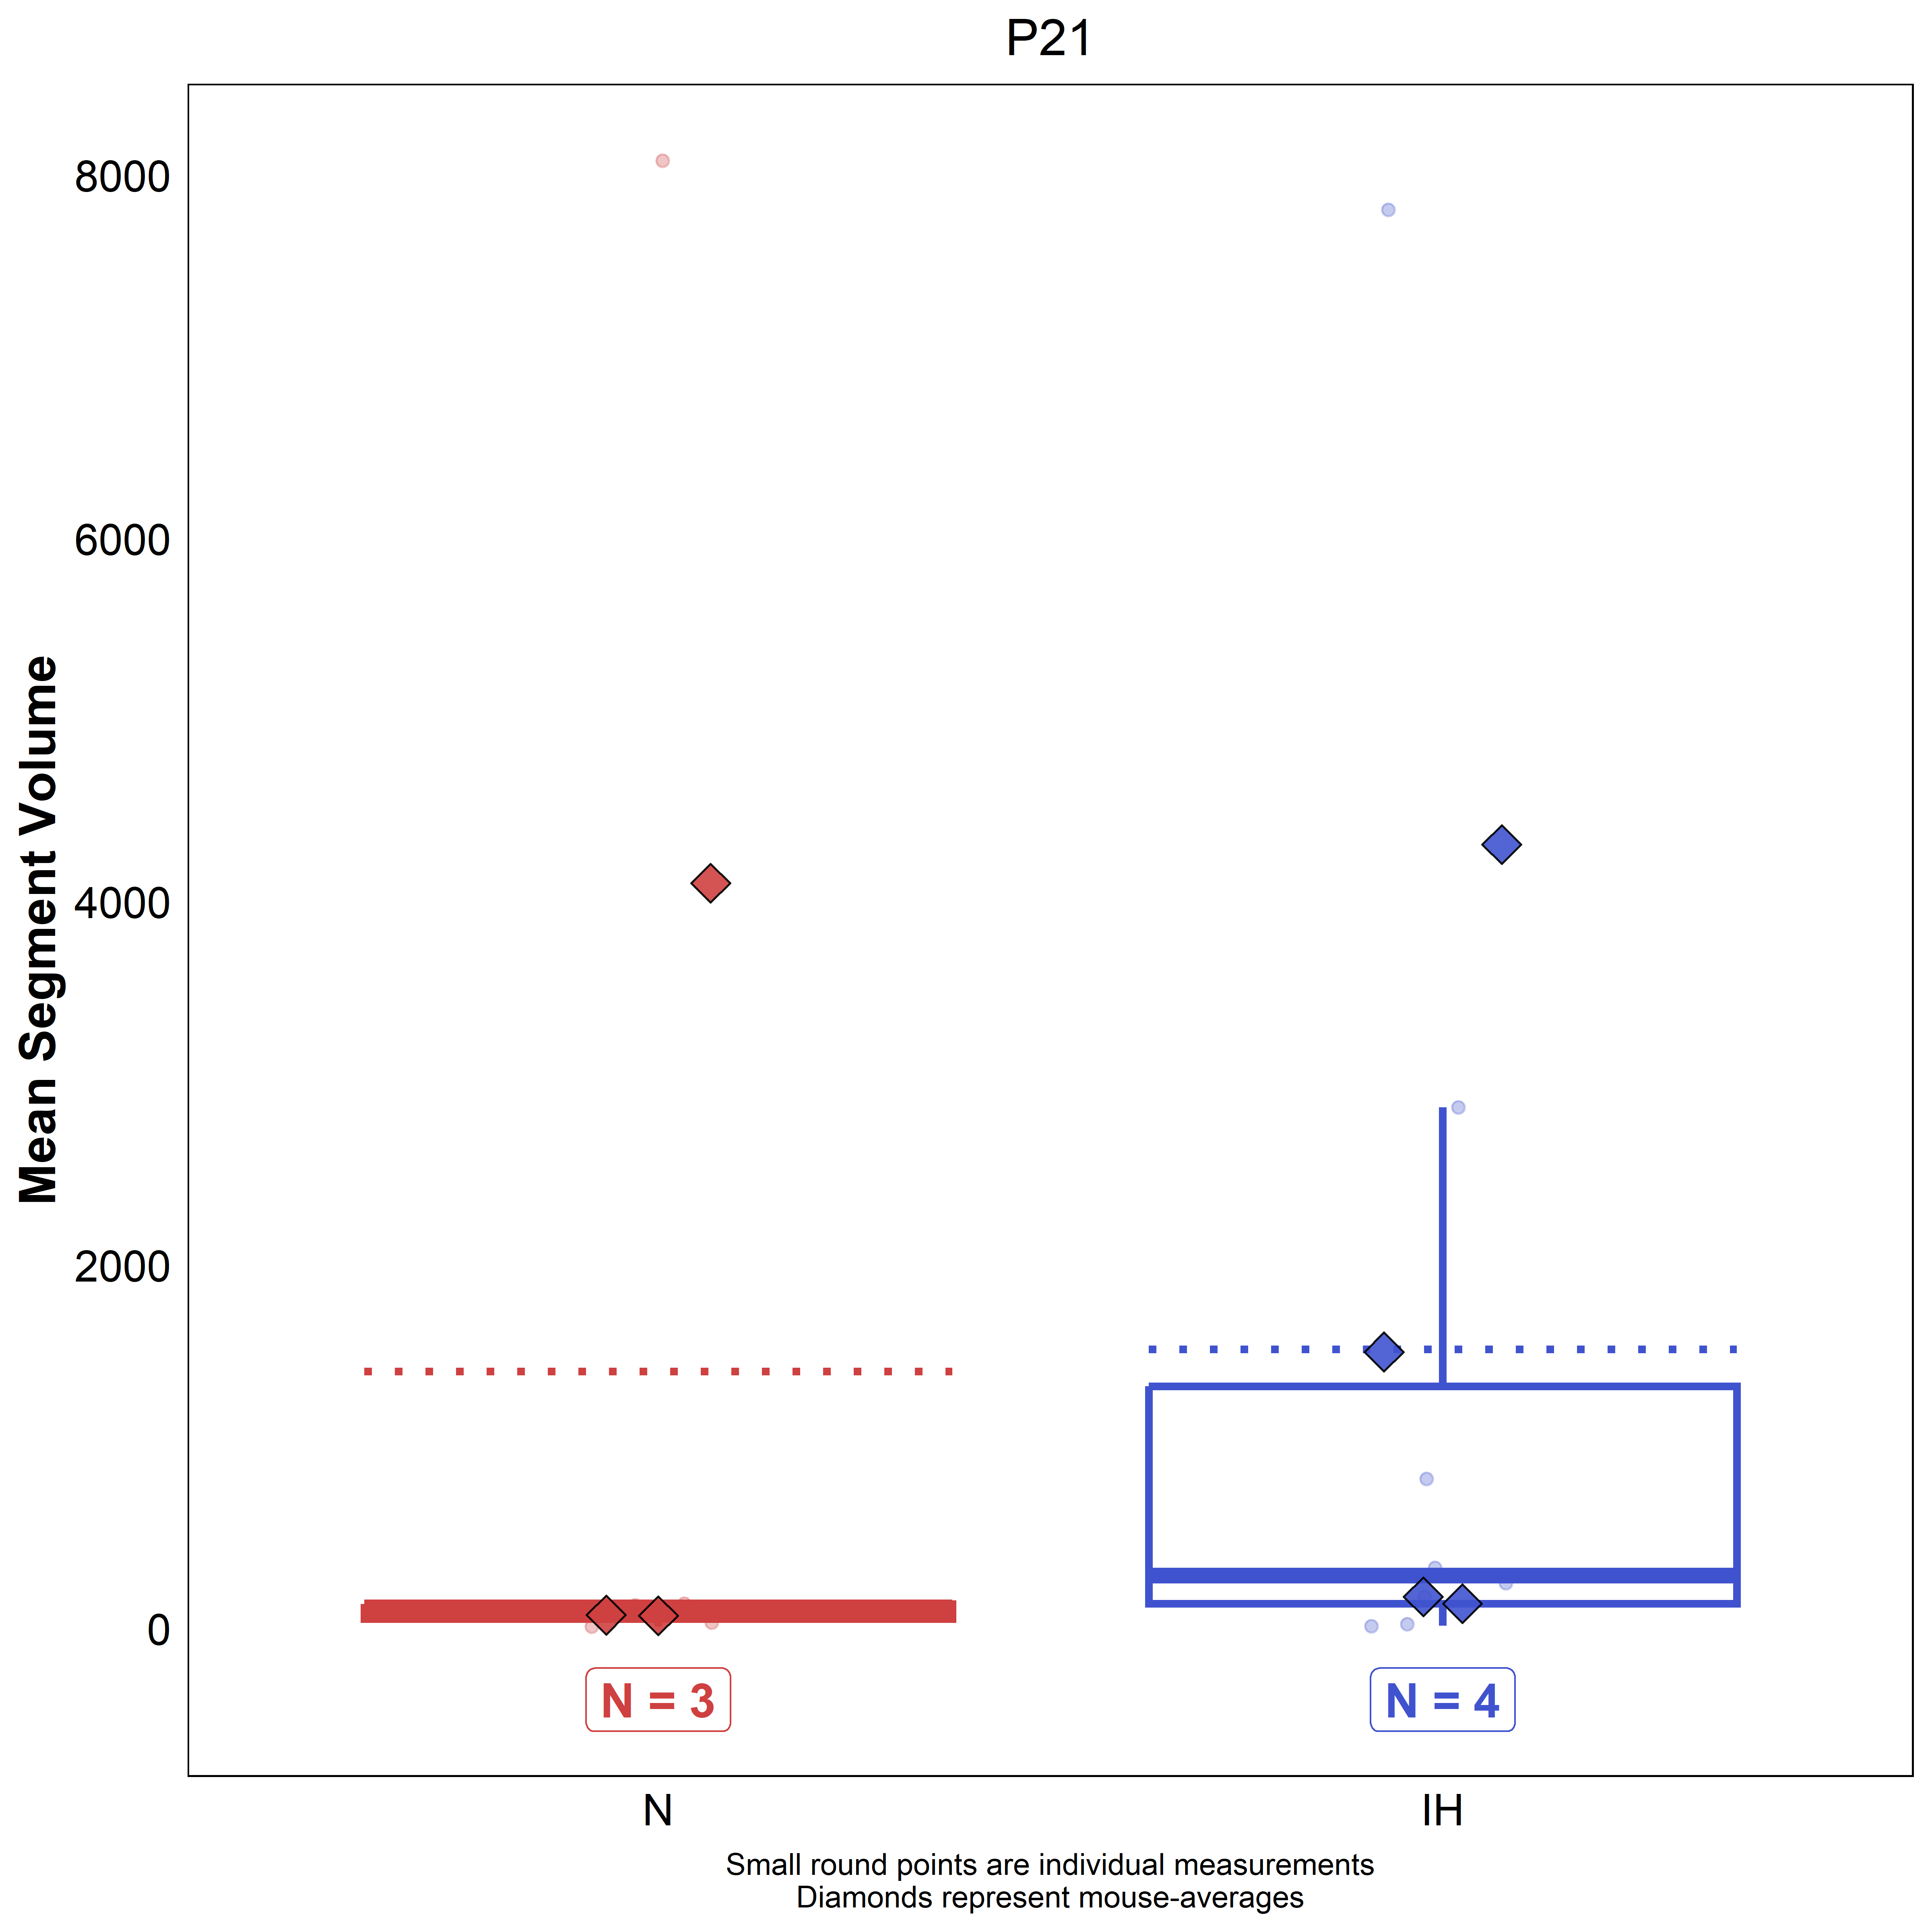 P21
Mean Segment Volume
8000
6000
4000
2000
0
N = 3
N = 4
N
IH
Small round points are individual measurements
Diamonds represent mouse-averages